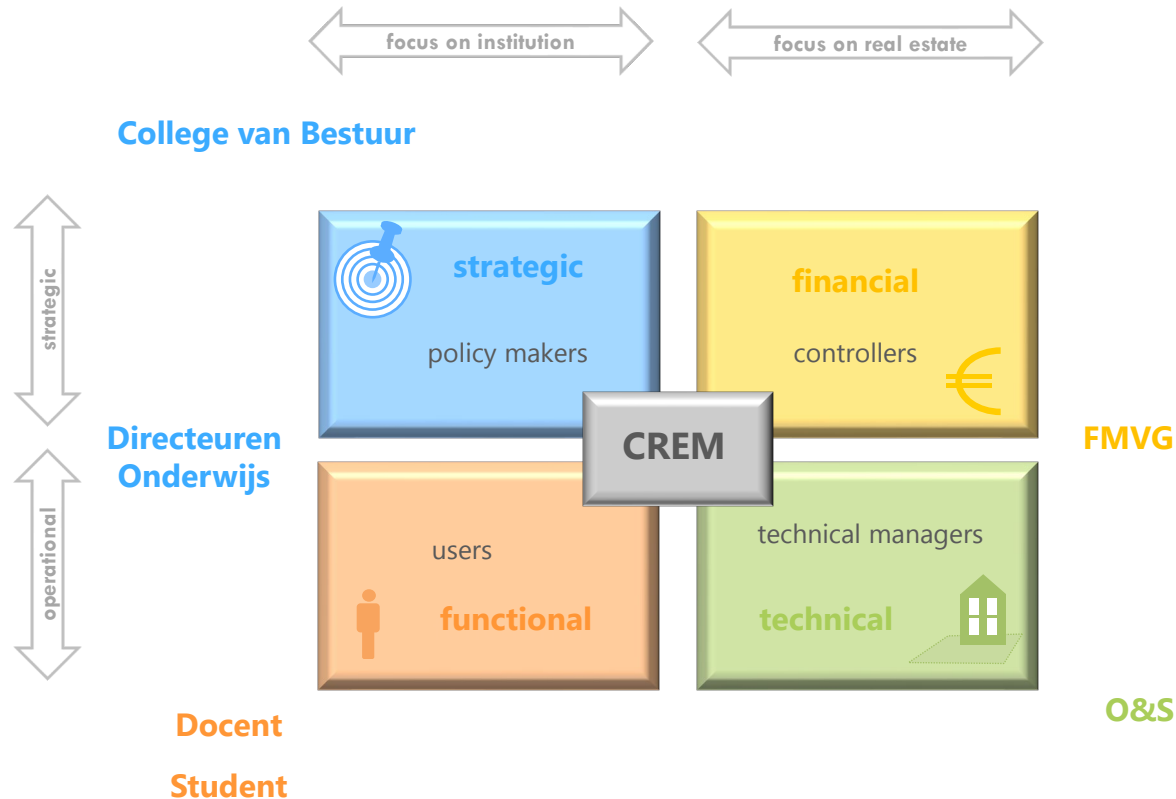 focus on institution
focus on real estate
College van Bestuur
strategic
strategic
financial
policy makers
controllers
Directeuren
Onderwijs
CREM
FMVG
operational
users
technical managers
functional
technical
Docent
O&S
Student